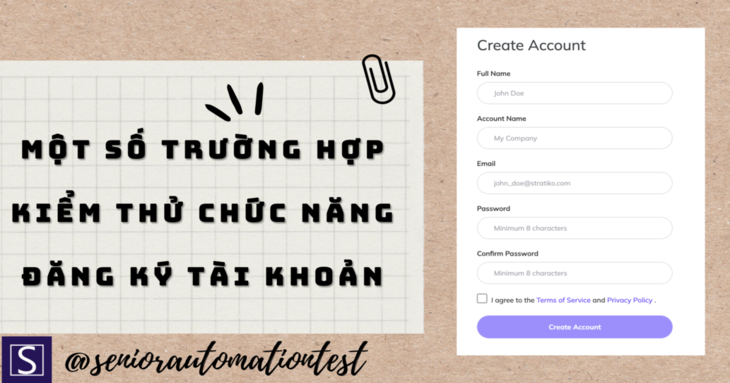 MỘT SỐ TRƯỜNG HỢP
KIỂM THỬ CHỨC NĂNG
ĐĂNG KÝ TÀI KHOẢN
S
@seniorautomationtest
Create Account
Full Name
John Doe
Account Name
My Company
Email
john_doe@stratiko.com
Password
Minimum 8 characters
Confirm Password
Minimum 8 characters
I agree to the Terms of Service and Privacy Policy .
Create Account